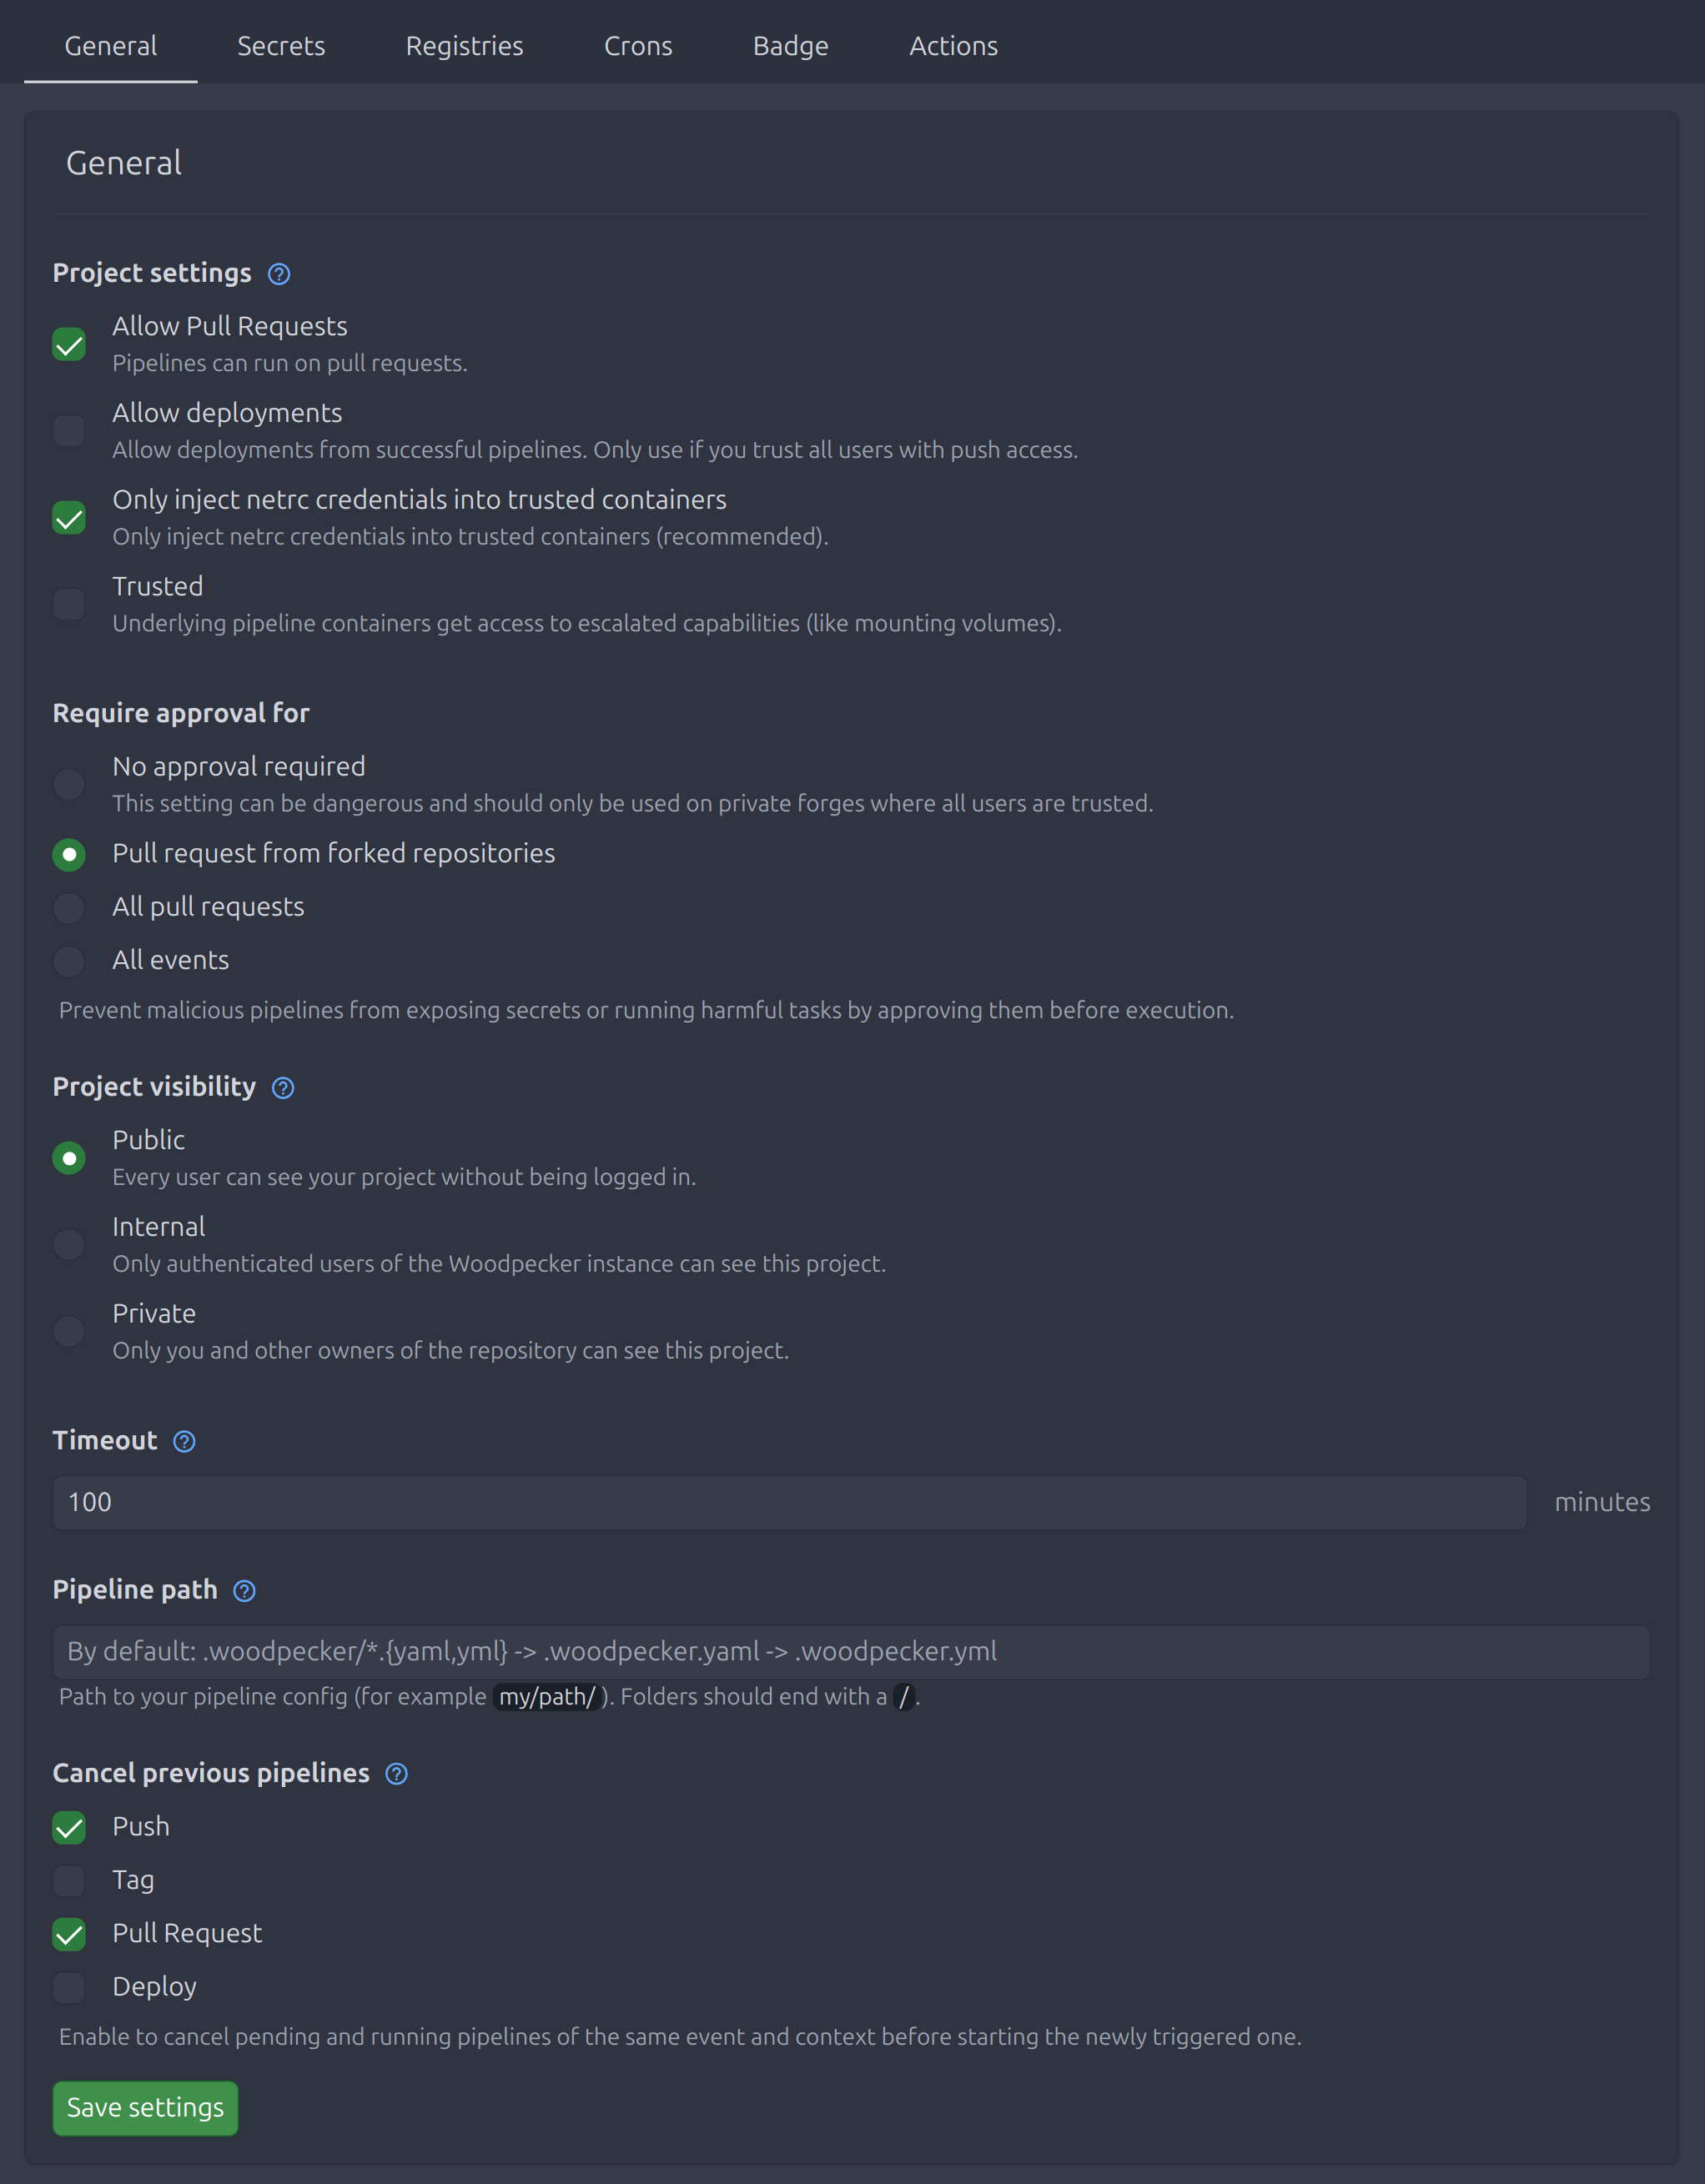 General Secrets Registries Crons Badge Actions
General
Project settings
Allow Pull Requests
Pipelines can run on pull requests.
Allow deployments
Allow deployments from successful pipelines. Only use if you trust all users with push access.
Only inject netrc credentials into trusted containers
Only inject netrc credentials into trusted containers (recommended).
Trusted
Underlying pipeline containers get access to escalated capabilities (like mounting volumes).
Require approval for
No approval required
This setting can be dangerous and should only be used on private forges where all users are trusted.
Pull request from forked repositories
All pull requests
All events
Prevent malicious pipelines from exposing secrets or running harmful tasks by approving them before execution.
Project visibility
Public
Every user can see your project without being logged in.
Internal
Only authenticated users of the Woodpecker instance can see this project.
Private
Only you and other owners of the repository can see this project.
Timeout
100 minutes
Pipeline path
By default: .woodpecker/*.{yaml,yml} -> .woodpecker.yaml -> .woodpecker.yml
Path to your pipeline config (for example my/path/). Folders should end with a /.
Cancel previous pipelines
Push
Tag
Pull Request
Deploy
Enable to cancel pending and running pipelines of the same event and context before starting the newly triggered one.
Save settings